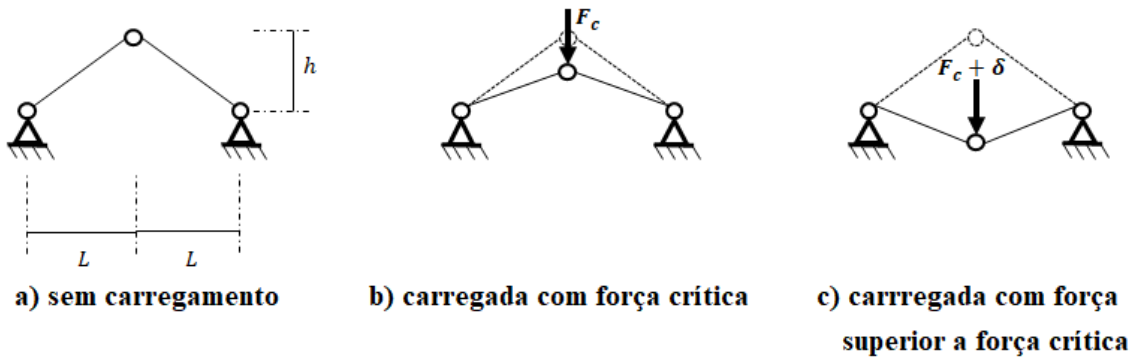 h
L
L
F_c
F_c + δ
a) sem carregamento
b) carregada com força crítica
c) carrregada com força
superior a força crítica